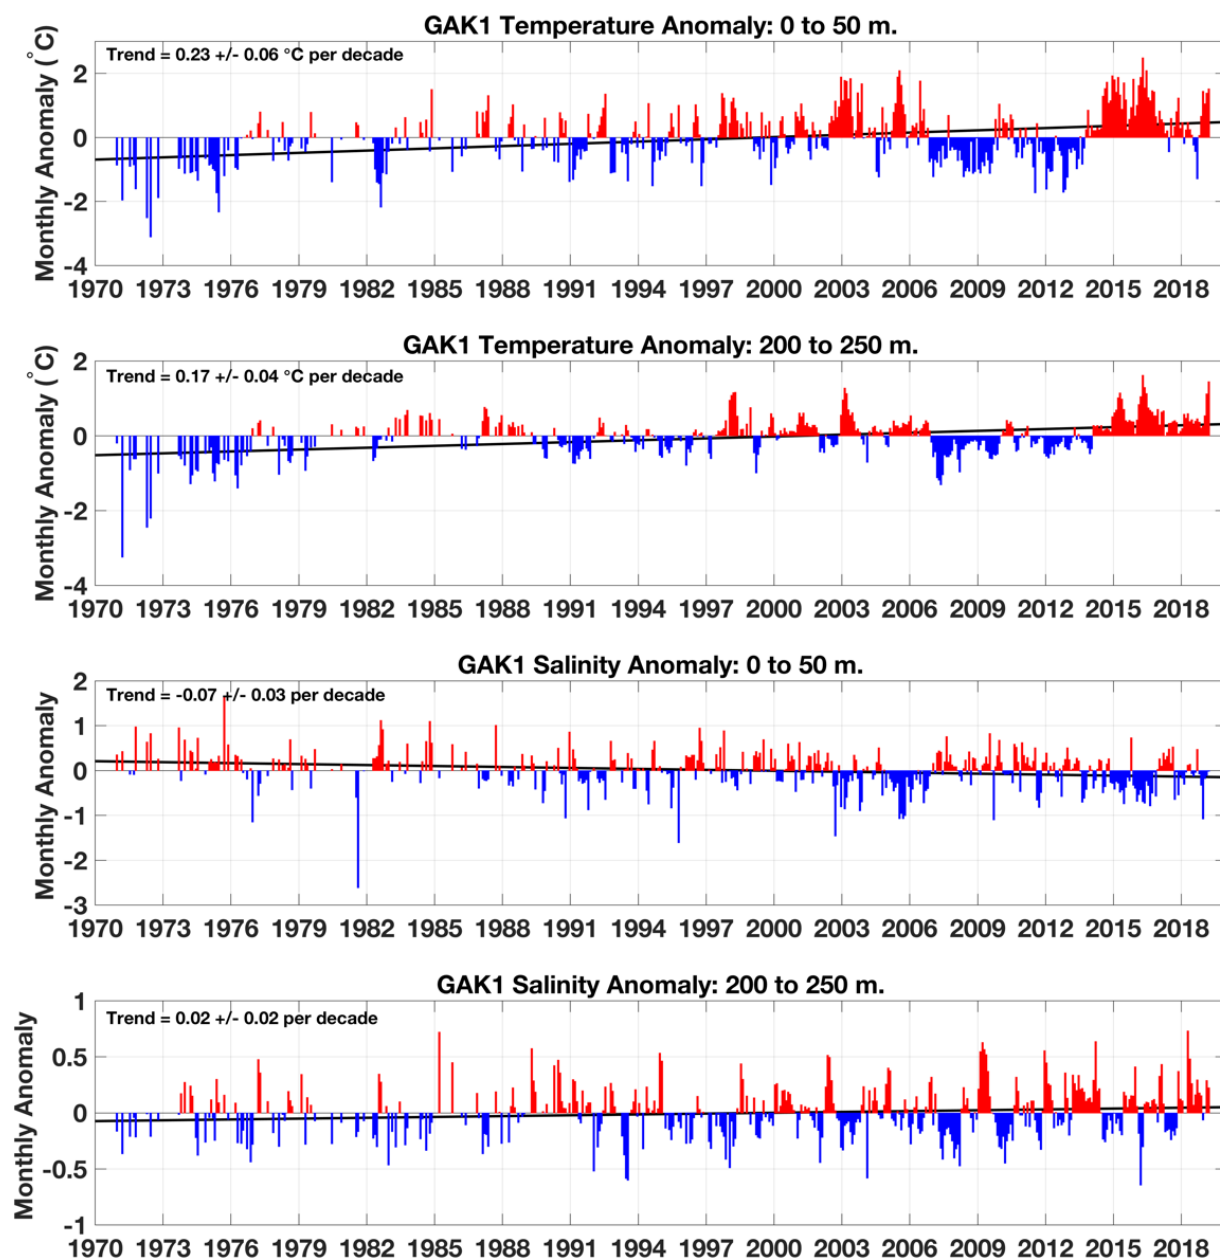 GAK1 Temperature Anomaly: 0 to 50 m.
Trend = 0.23 +/- 0.06 °C per decade
Monthly Anomaly (°C)
2
0
-2
-4
1970 1973 1976 1979 1982 1985 1988 1991 1994 1997 2000 2003 2006 2009 2012 2015 2018
GAK1 Temperature Anomaly: 200 to 250 m.
Trend = 0.17 +/- 0.04 °C per decade
Monthly Anomaly (°C)
2
0
-2
-4
1970 1973 1976 1979 1982 1985 1988 1991 1994 1997 2000 2003 2006 2009 2012 2015 2018
GAK1 Salinity Anomaly: 0 to 50 m.
Trend = -0.07 +/- 0.03 per decade
Monthly Anomaly
2
1
0
-1
-2
-3
1970 1973 1976 1979 1982 1985 1988 1991 1994 1997 2000 2003 2006 2009 2012 2015 2018
GAK1 Salinity Anomaly: 200 to 250 m.
Trend = 0.02 +/- 0.02 per decade
Monthly Anomaly
1
0.5
0
-0.5
-1
1970 1973 1976 1979 1982 1985 1988 1991 1994 1997 2000 2003 2006 2009 2012 2015 2018